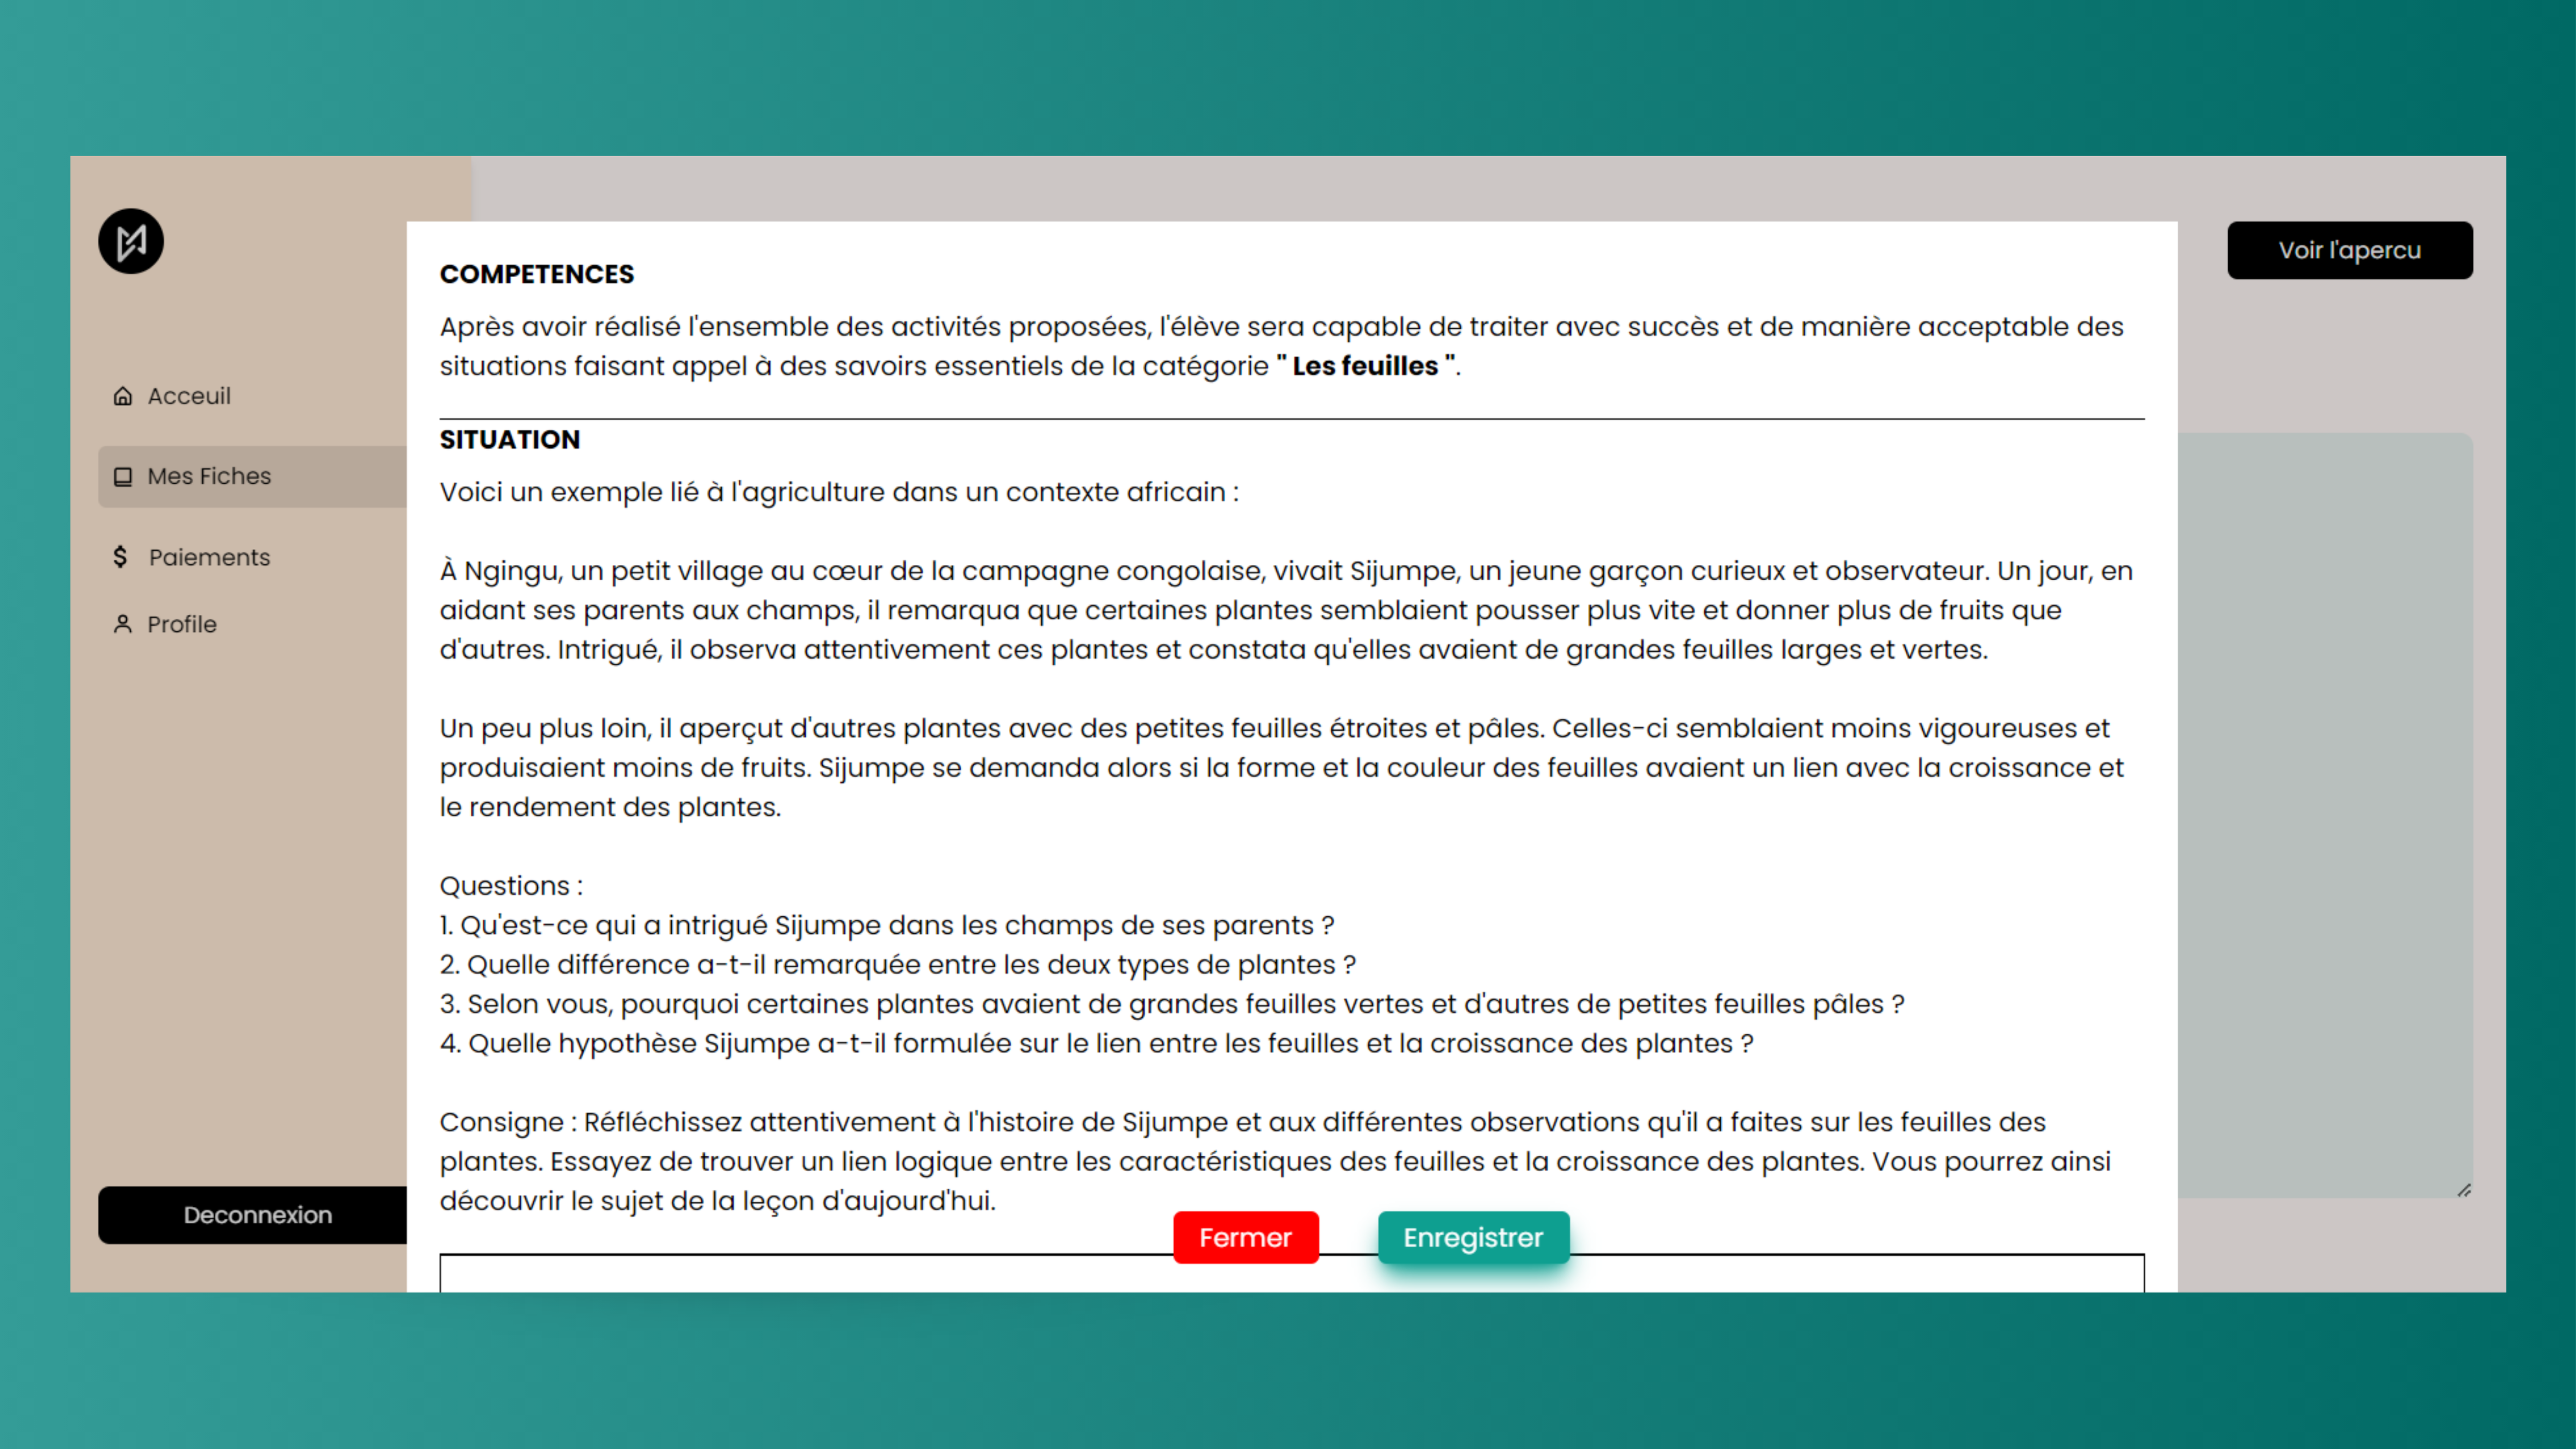 Voir l'apercu
Acceuil
Mes Fiches
Paiements
Profile
Deconnexion
COMPETENCES
Après avoir réalisé l'ensemble des activités proposées, l'élève sera capable de traiter avec succès et de manière acceptable des
situations faisant appel à des savoirs essentiels de la catégorie " Les feuilles ".
SITUATION
Voici un exemple lié à l'agriculture dans un contexte africain :
À Ngingu, un petit village au cœur de la campagne congolaise, vivait Sijumpe, un jeune garçon curieux et observateur. Un jour, en
aidant ses parents aux champs, il remarqua que certaines plantes semblaient pousser plus vite et donner plus de fruits que
d'autres. Intrigué, il observa attentivement ces plantes et constata qu'elles avaient de grandes feuilles larges et vertes.
Un peu plus loin, il aperçut d'autres plantes avec des petites feuilles étroites et pâles. Celles-ci semblaient moins vigoureuses et
produisaient moins de fruits. Sijumpe se demanda alors si la forme et la couleur des feuilles avaient un lien avec la croissance et
le rendement des plantes.
Questions :
1. Qu'est-ce qui a intrigué Sijumpe dans les champs de ses parents ?
2. Quelle différence a-t-il remarquée entre les deux types de plantes ?
3. Selon vous, pourquoi certaines plantes avaient de grandes feuilles vertes et d'autres de petites feuilles pâles ?
4. Quelle hypothèse Sijumpe a-t-il formulée sur le lien entre les feuilles et la croissance des plantes ?
Consigne : Réfléchissez attentivement à l'histoire de Sijumpe et aux différentes observations qu'il a faites sur les feuilles des
plantes. Essayez de trouver un lien logique entre les caractéristiques des feuilles et la croissance des plantes. Vous pourrez ainsi
découvrir le sujet de la leçon d'aujourd'hui.
Fermer
Enregistrer